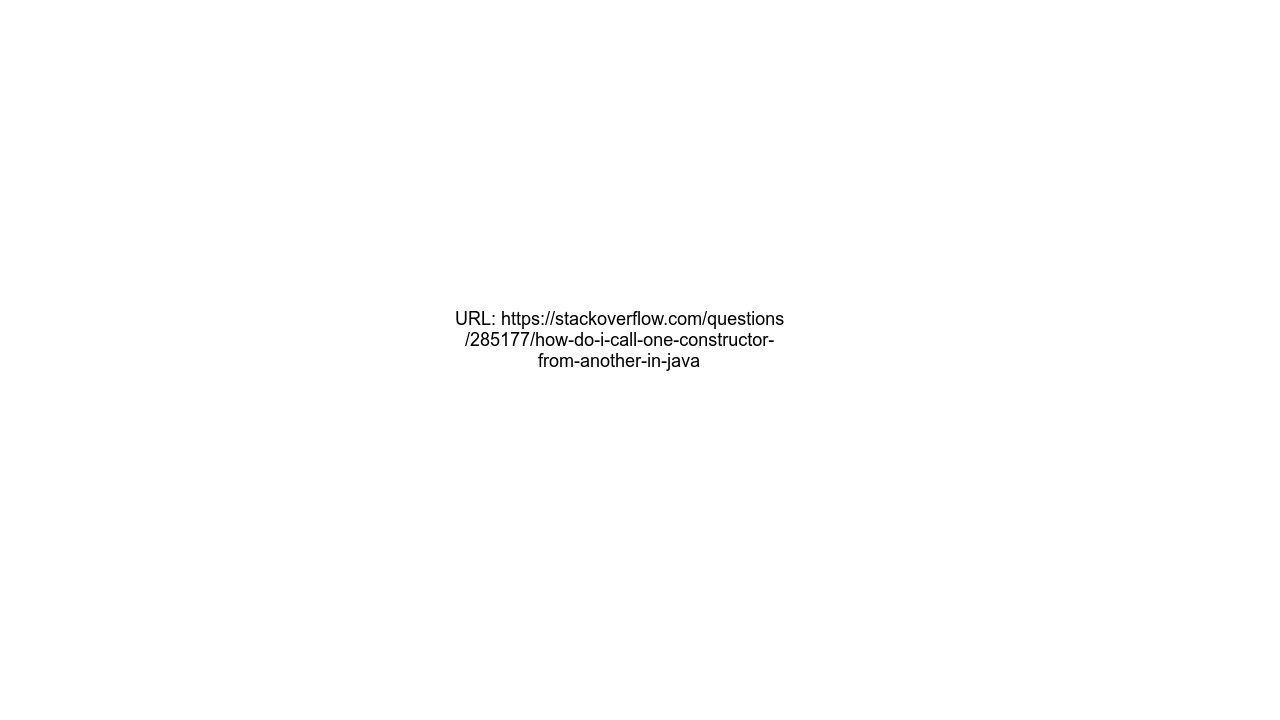 URL: https://stackoverflow.com/questions
/285177/how-do-i-call-one-constructor-
from-another-in-java